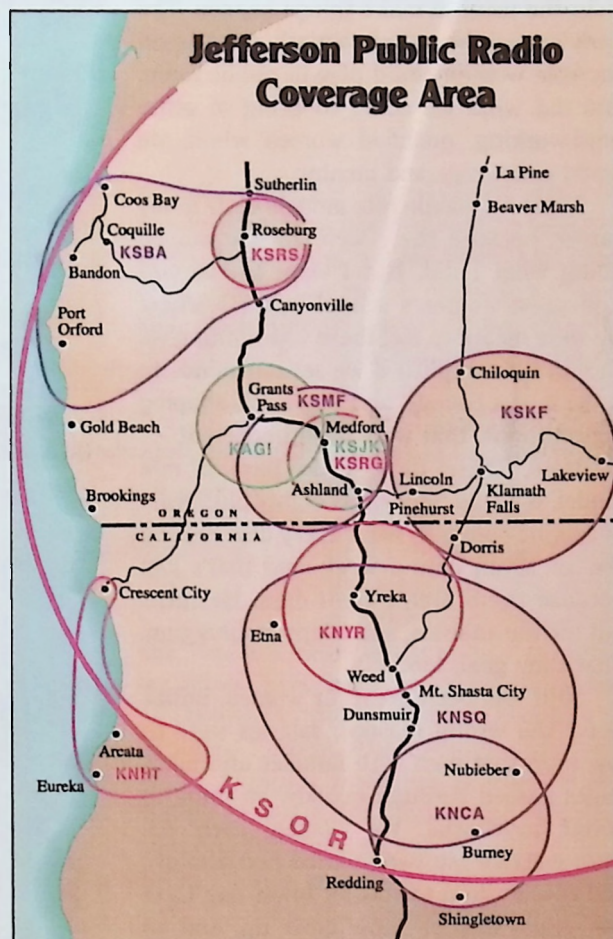 Jefferson Public Radio
Coverage Area
La Pine
Sutherlin
Coos Bay
Beaver Marsh
Coquille
KSBA
Roseburg
KSRS
Bandon
Canyonville
Port
Orford
Chiloquin
Grants
Pass
KSMF
KSKF
Gold Beach
Medford
KAGI
KSJK
KSRG
Lakeview
Ashland
Lincoln
Pinehurst
Klamath
Falls
Brookings
OREGON
CALIFORNIA
Dorris
Crescent City
Yreka
Etna
KNYR
Weed
Mt. Shasta City
Dunsmuir
KNSQ
Arcata
Eureka
KNHT
Nubieber
KSOR
KNCA
Burney
Redding
Shingletown